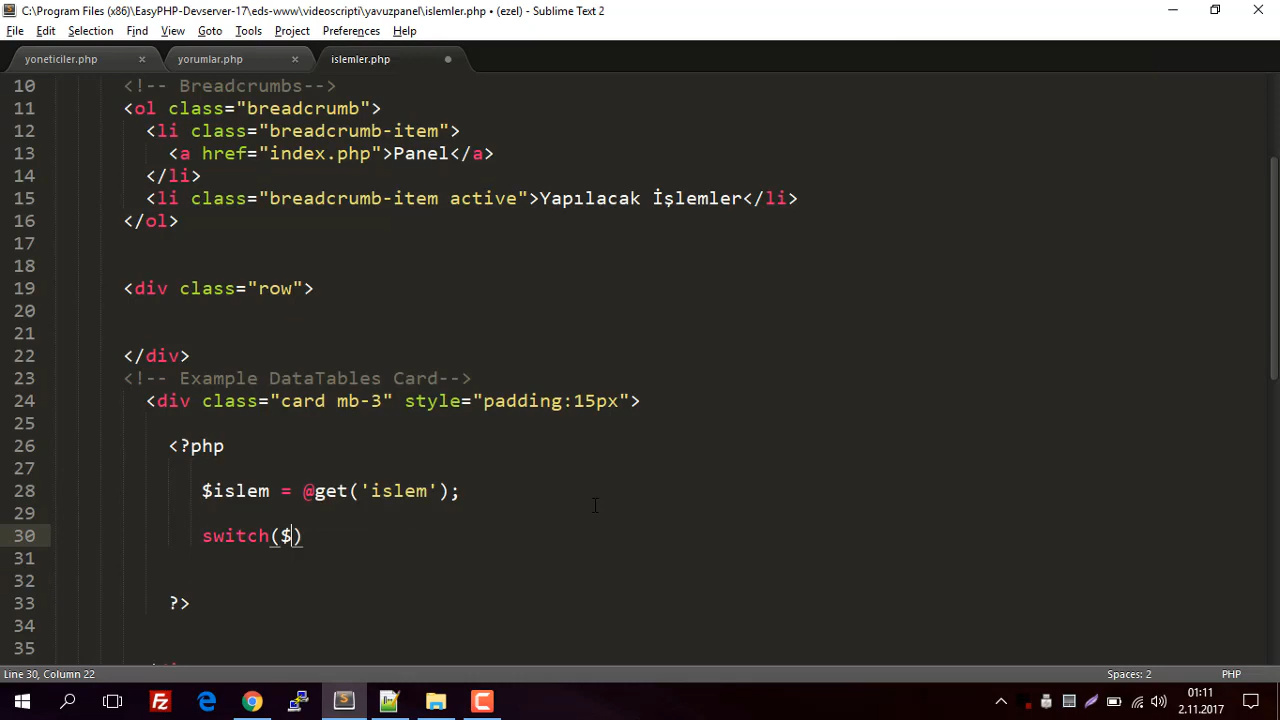 C:\Program Files (x86)\EasyPHP-Devserver-17\eds-www\videoscripti\yavuzpanel\islemler.php • (ezel) - Sublime Text 2
File Edit Selection Find View Goto Tools Project Preferences Help
yoneticiler.php × yorumlar.php × islemler.php
10 <!-- Breadcrumbs-->
11 <ol class="breadcrumb">
12 <li class="breadcrumb-item">
13 <a href="index.php">Panel</a>
14 </li>
15 <li class="breadcrumb-item active">Yapılacak İşlemler</li>
16 </ol>
17
18
19 <div class="row">
20
21
22 </div>
23 <!-- Example DataTables Card-->
24 <div class="card mb-3" style="padding:15px">
25
26 <?php
27
28 $islem = @get('islem');
29
30 switch($)
31
32
33 ?>
34
35
Line 30, Column 22 Spaces: 2 PHP
01:11
2.11.2017